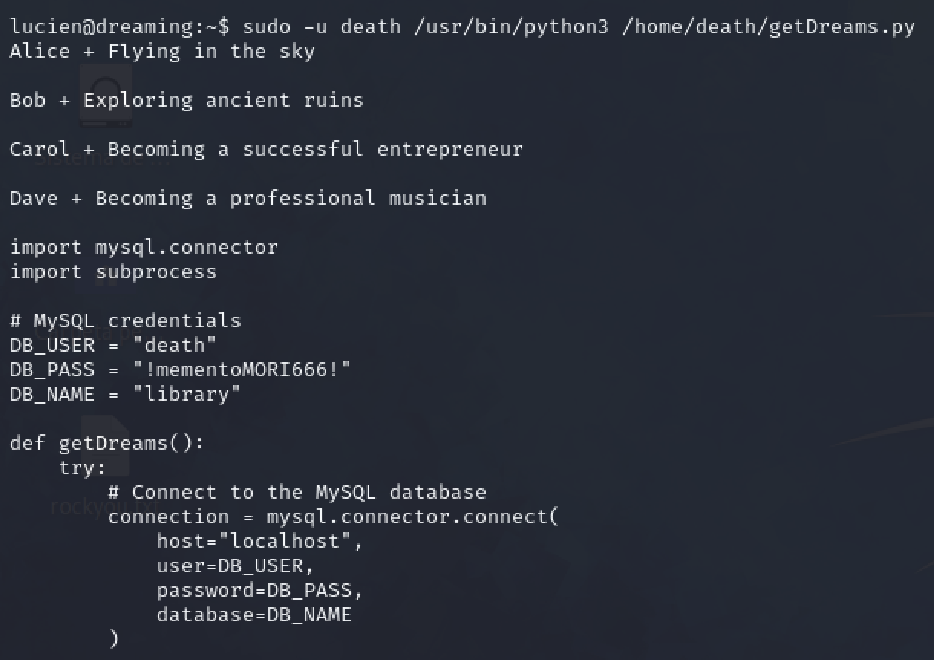 lucien@dreaming:~$ sudo -u death /usr/bin/python3 /home/death/getDreams.py
Alice + Flying in the sky

Bob + Exploring ancient ruins

Carol + Becoming a successful entrepreneur

Dave + Becoming a professional musician

import mysql.connector
import subprocess

# MySQL credentials
DB_USER = "death"
DB_PASS = "!mementoMORI666!"
DB_NAME = "library"

def getDreams():
    try:
        # Connect to the MySQL database
        connection = mysql.connector.connect(
            host="localhost",
            user=DB_USER,
            password=DB_PASS,
            database=DB_NAME
        )